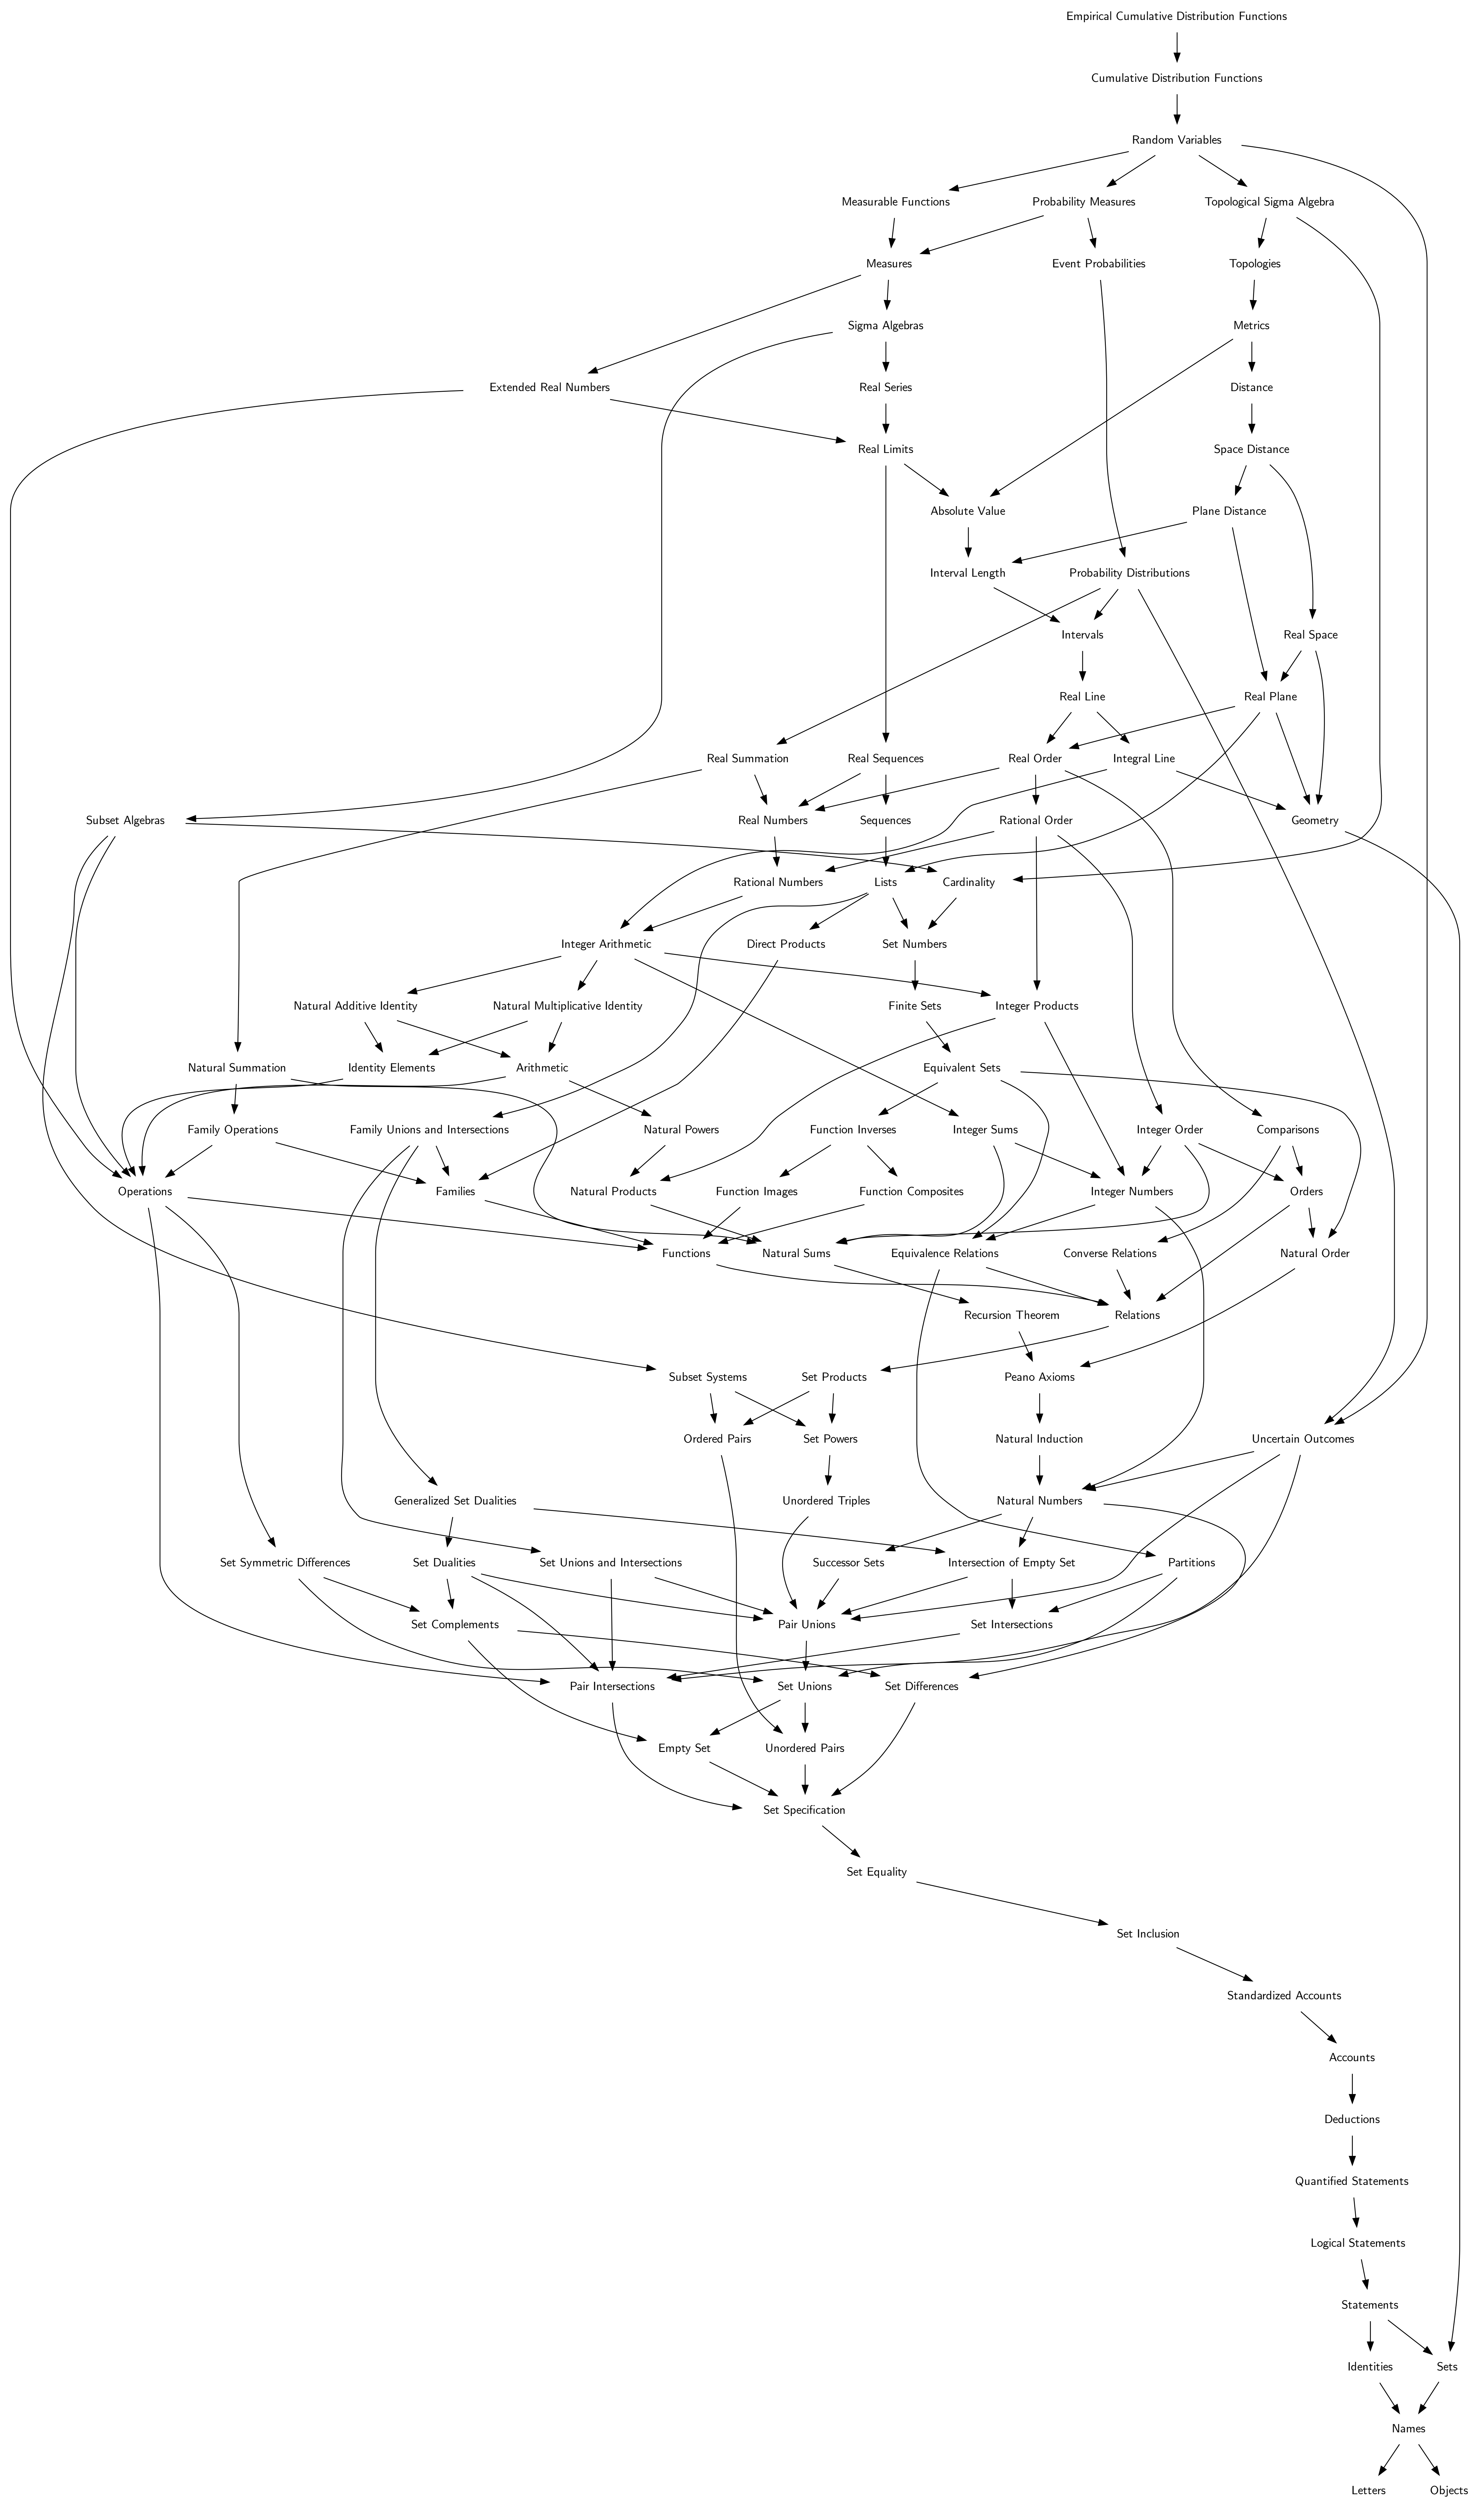 Empirical Cumulative Distribution Functions
Cumulative Distribution Functions
Random Variables
Measurable Functions
Probability Measures
Topological Sigma Algebra
Measures
Event Probabilities
Topologies
Sigma Algebras
Metrics
Extended Real Numbers
Real Series
Distance
Real Limits
Space Distance
Absolute Value
Plane Distance
Interval Length
Probability Distributions
Intervals
Real Space
Real Line
Real Plane
Real Summation
Real Sequences
Real Order
Integral Line
Subset Algebras
Real Numbers
Sequences
Rational Order
Geometry
Rational Numbers
Lists
Cardinality
Integer Arithmetic
Direct Products
Set Numbers
Natural Additive Identity
Natural Multiplicative Identity
Finite Sets
Integer Products
Natural Summation
Identity Elements
Arithmetic
Equivalent Sets
Family Operations
Family Unions and Intersections
Natural Powers
Function Inverses
Integer Sums
Integer Order
Comparisons
Operations
Families
Natural Products
Function Images
Function Composites
Integer Numbers
Orders
Functions
Natural Sums
Equivalence Relations
Converse Relations
Natural Order
Recursion Theorem
Relations
Subset Systems
Set Products
Peano Axioms
Ordered Pairs
Set Powers
Natural Induction
Uncertain Outcomes
Generalized Set Dualities
Unordered Triples
Natural Numbers
Set Symmetric Differences
Set Dualities
Set Unions and Intersections
Successor Sets
Intersection of Empty Set
Partitions
Set Complements
Pair Unions
Set Intersections
Pair Intersections
Set Unions
Set Differences
Empty Set
Unordered Pairs
Set Specification
Set Equality
Set Inclusion
Standardized Accounts
Accounts
Deductions
Quantified Statements
Logical Statements
Statements
Identities
Sets
Names
Letters
Objects